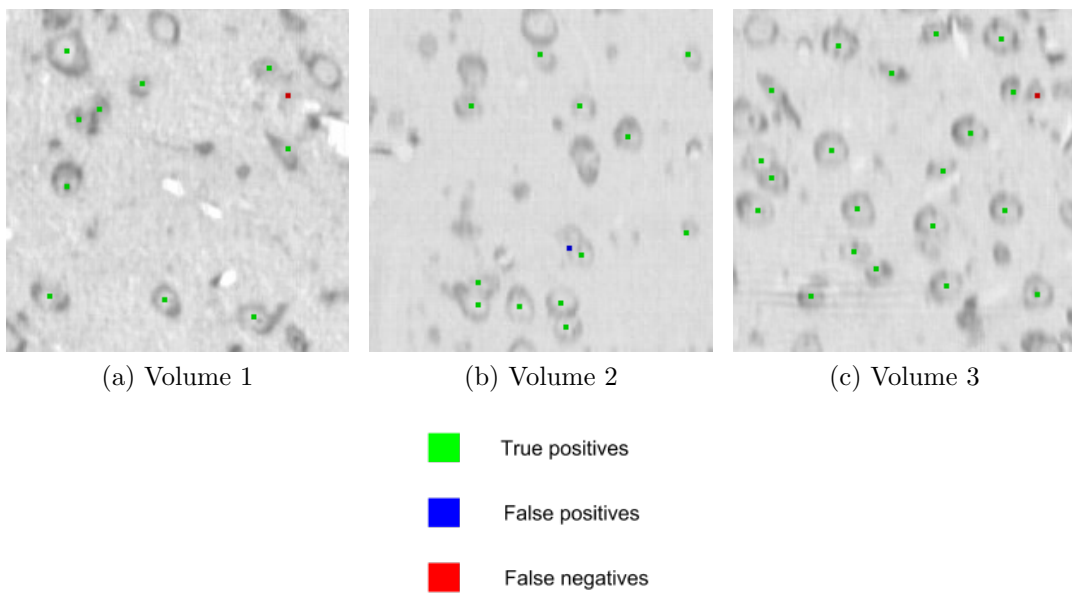 (a) Volume 1
(b) Volume 2
(c) Volume 3
True positives
False positives
False negatives